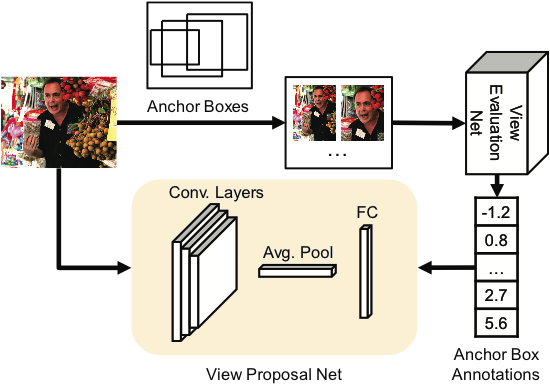 Anchor Boxes
...
View
Evaluation
Net
Conv. Layers
Avg. Pool
FC
-1.2
0.8
...
2.7
5.6
View Proposal Net
Anchor Box
Annotations